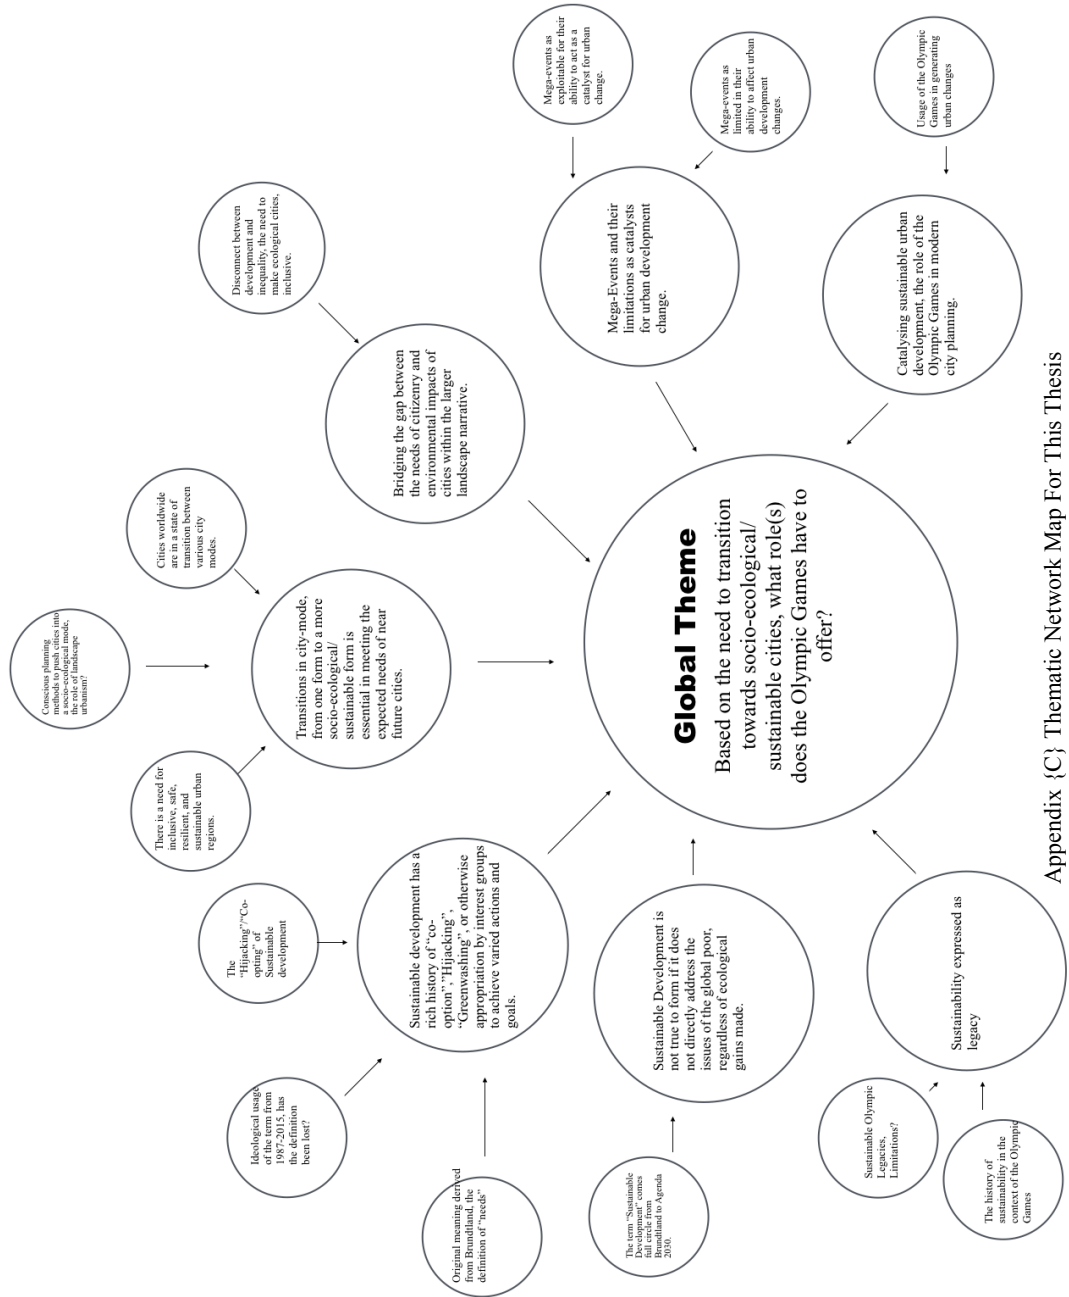 Conscious planning
methods to push cities into
a socio-ecological mode,
the role of landscape
urbanism?
There is a need for
inclusive, safe,
resilient, and
sustainable urban
regions.
Cities worldwide
are in a state of
transition between
various city
modes.
Disconnect between
development and
inequality, the need to
make ecological cities,
inclusive.
Mega-events as
exploitable for their
ability to act as a
catalyst for urban
change.
Mega-events as
limited in their
ability to affect urban
development
changes.
Usage of the Olympic
Games in generating
urban changes
The
“Hijacking”/“Co-
opting” of
Sustainable
development
Ideological usage
of the term from
1987-2015, has
the definition
been lost?
Original meaning derived
from Brundtland, the
definition of “needs”
Transitions in city-mode,
from one form to a more
socio-ecological/
sustainable form is
essential in meeting the
expected needs of near
future cities.
Bridging the gap between
the needs of citizenry and
environmental impacts of
cities within the larger
landscape narrative.
Mega-Events and their
limitations as catalysts
for urban development
change.
Catalysing sustainable urban
development, the role of the
Olympic Games in modern
city planning.
Sustainable development has a
rich history of “co-
option”,”Hijacking”,
“Greenwashing”, or otherwise
appropriation by interest groups
to achieve varied actions and
goals.
The term “Sustainable
Development” comes
full circle from
Brundtland to Agenda
2030.
Sustainable Development is
not true to form if it does
not directly address the
issues of the global poor,
regardless of ecological
gains made.
Global Theme
Based on the need to transition
towards socio-ecological/
sustainable cities, what role(s)
does the Olympic Games have to
offer?
Sustainable Olympic
Legacies,
Limitations?
The history of
sustainability in the
context of the Olympic
Games
Sustainability expressed as
legacy
Appendix {C} Thematic Network Map For This Thesis